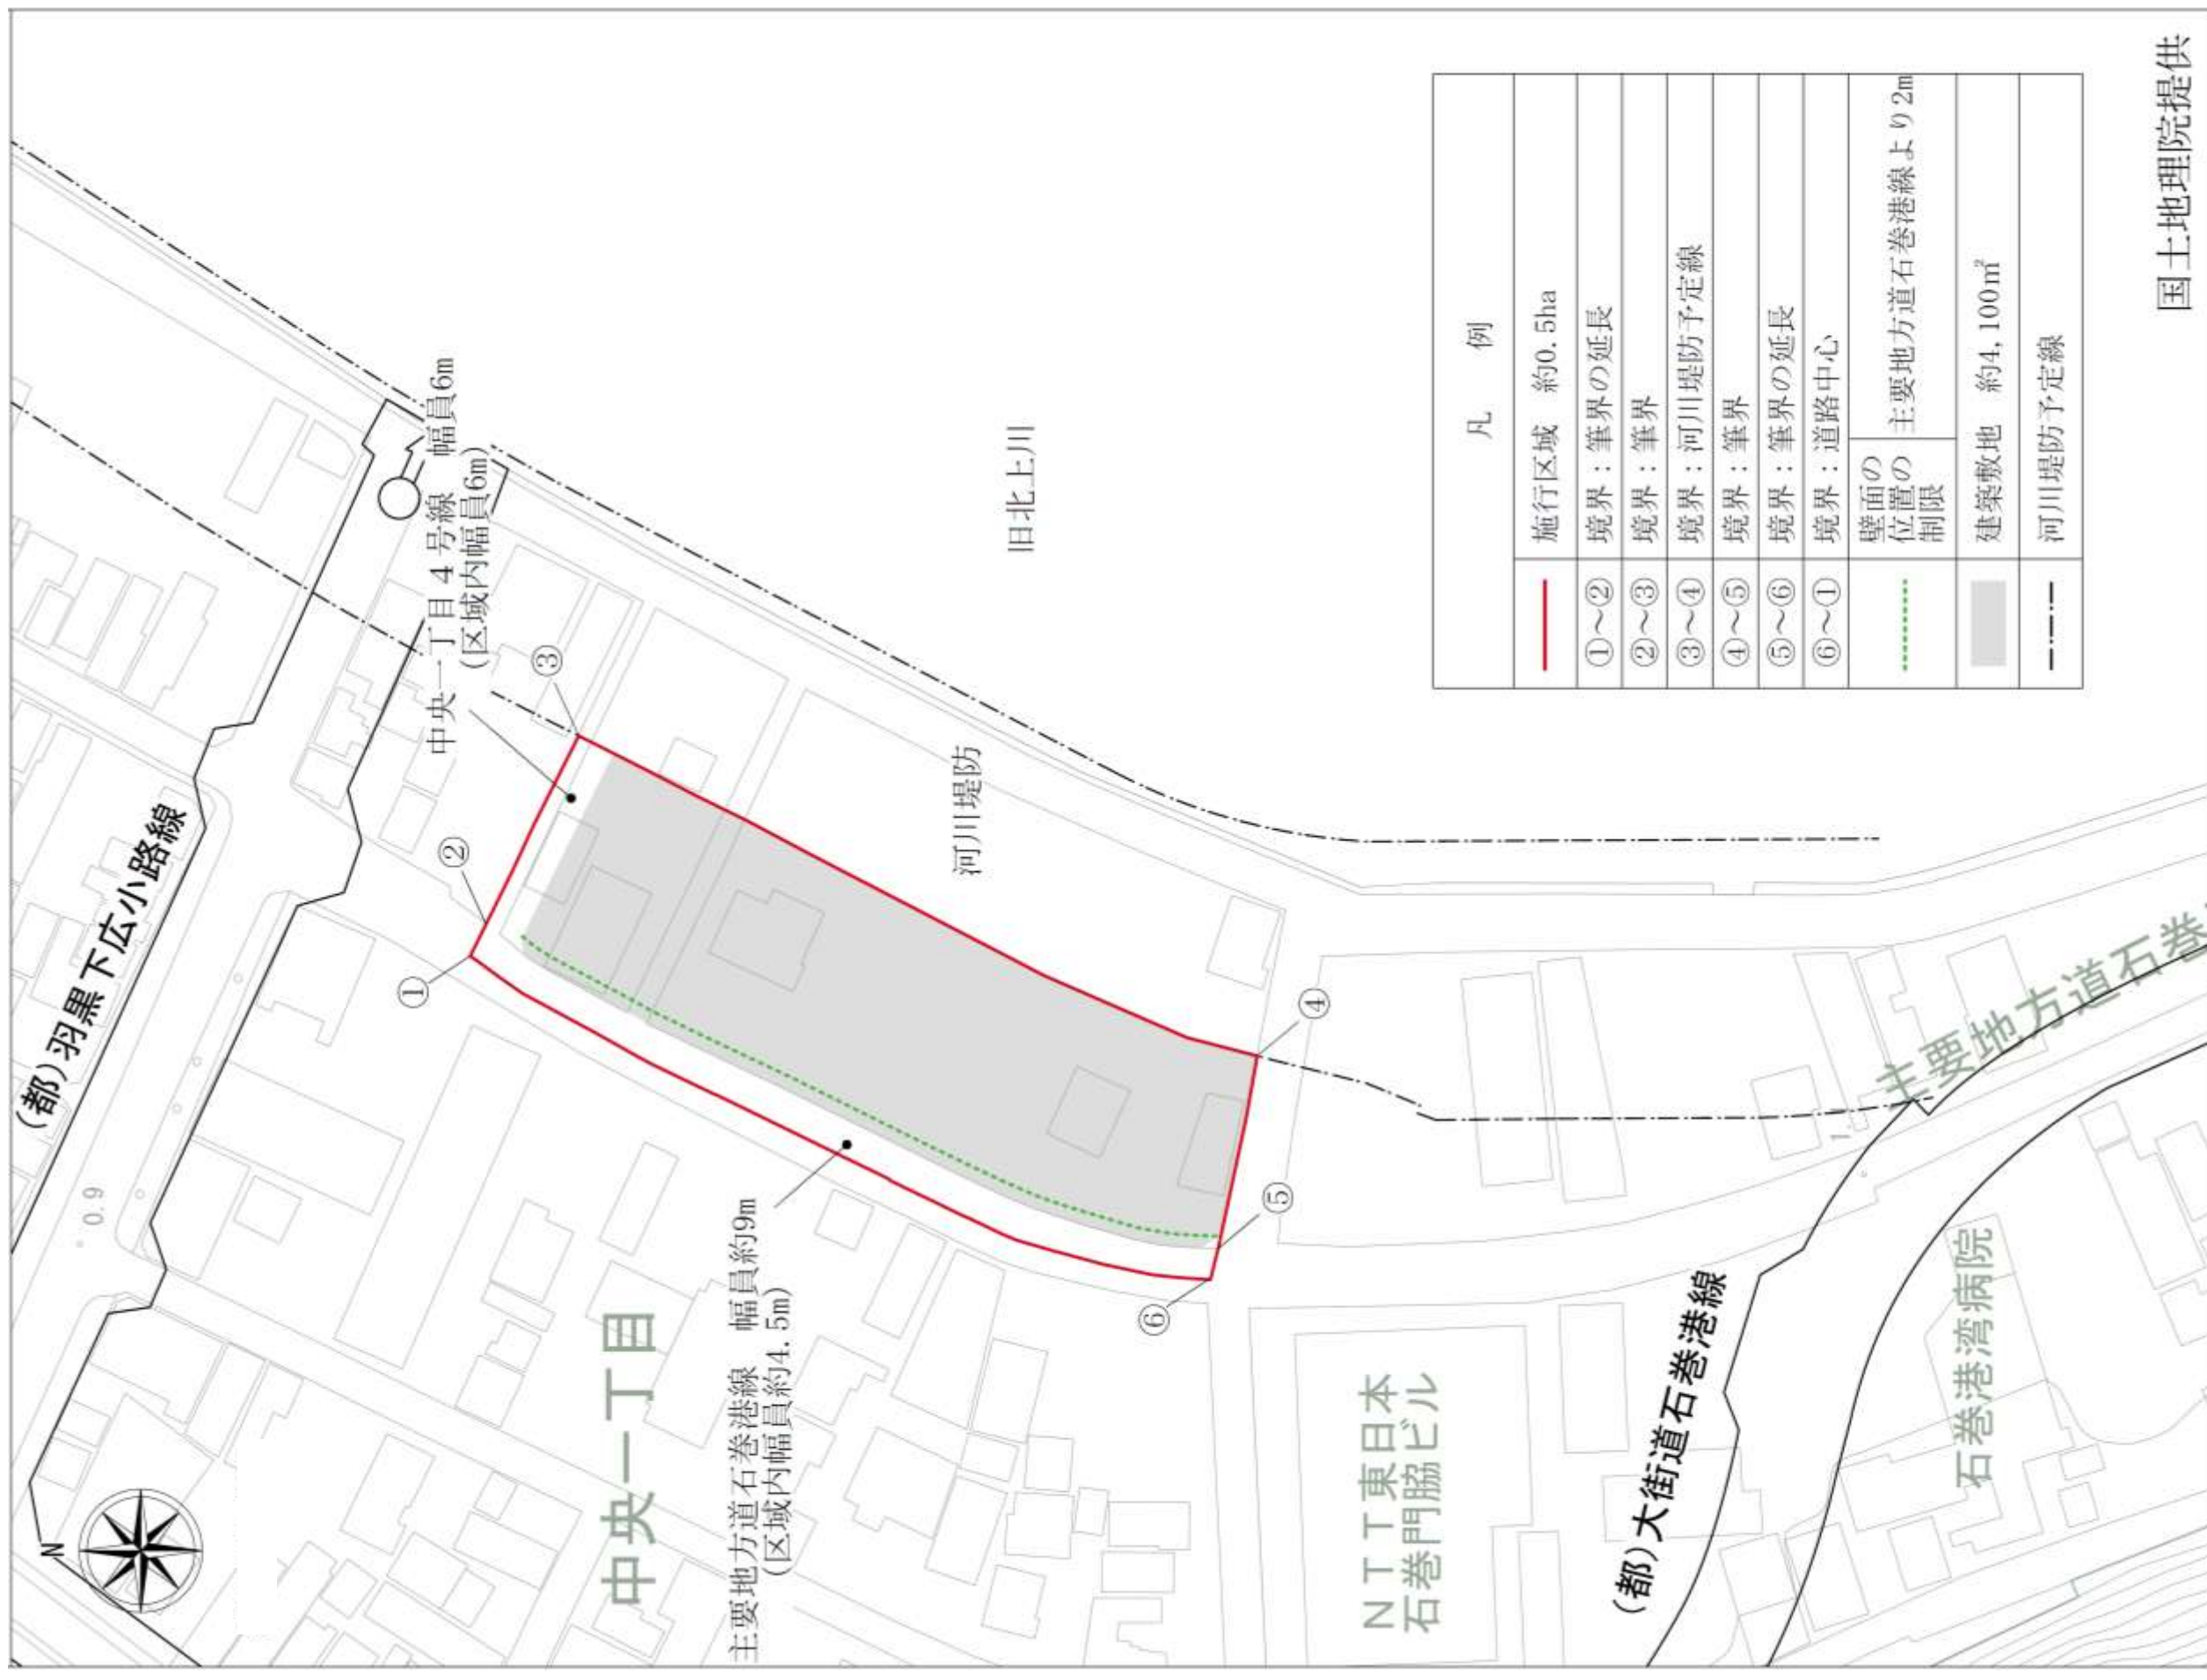 N
(都)羽黒下広小路線
0.9
中央一丁目
中央一丁目4号線 幅員6m
(区域内幅員6m)
①
②
③
④
⑤
⑥
主要地方道石巻港線 幅員約9m
(区域内幅員約4.5m)
河川堤防
旧北上川
NTT東日本
石巻門脇ビル
(都)大街道石巻港線
石巻港湾病院
主要地方道石巻
1.
凡 例
施行区域 約0.5ha
①~② 境界:筆界の延長
②~③ 境界:筆界
③~④ 境界:河川堤防予定線
④~⑤ 境界:筆界
⑤~⑥ 境界:筆界の延長
⑥~① 境界:道路中心
壁面の
位置の
制限
主要地方道石巻港線より2m
建築敷地 約4,100㎡
河川堤防予定線
国土地理院提供